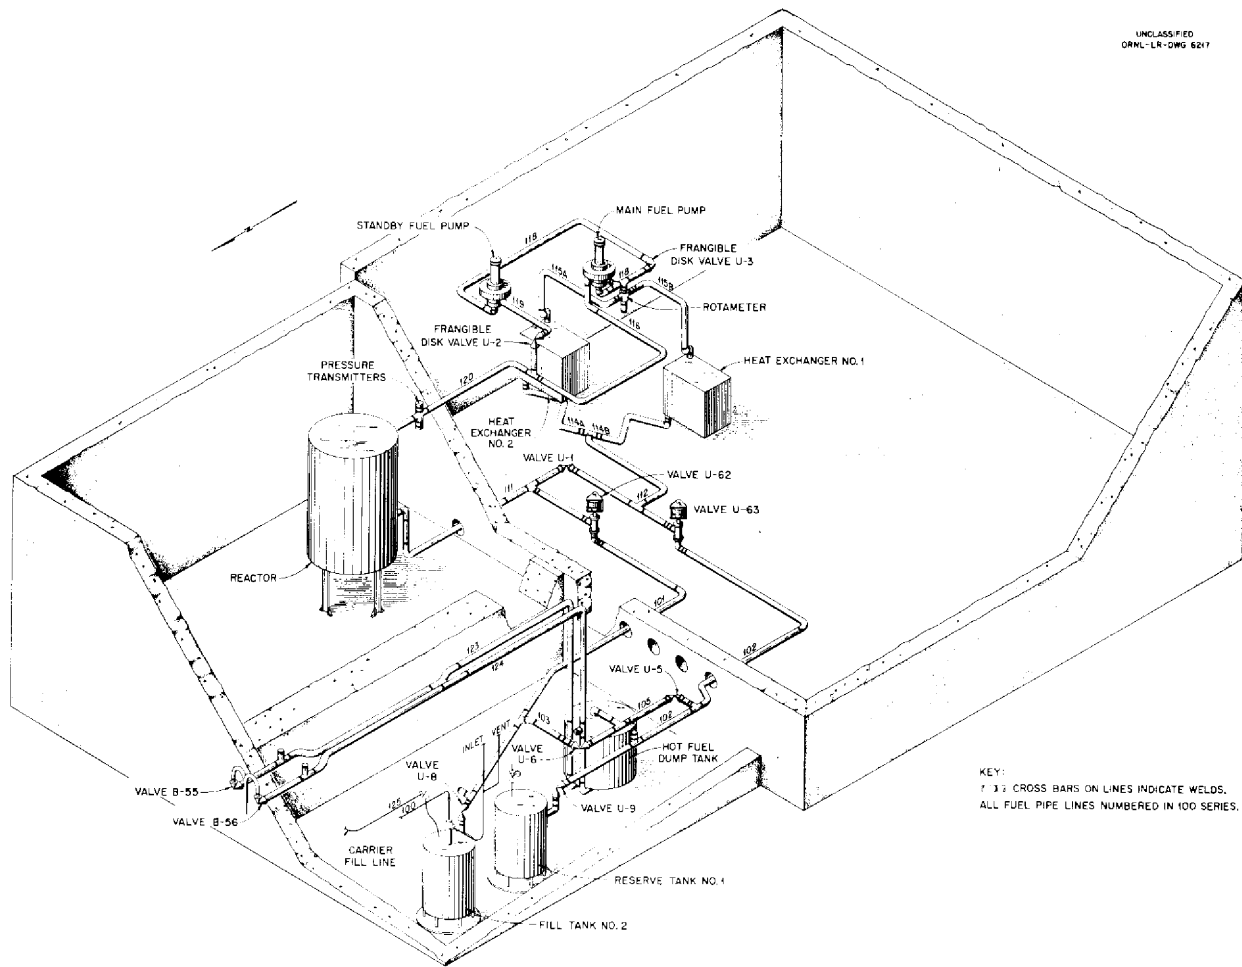 UNCLASSIFIED
ORNL-LR-DWG 6217
MAIN FUEL PUMP
STANDBY FUEL PUMP
118
FRANGIBLE
DISK VALVE U-3
115A
118
115B
ROTAMETER
119
116
FRANGIBLE
DISK VALVE U-2
HEAT EXCHANGER NO. 1
PRESSURE
TRANSMITTERS
120
HEAT
EXCHANGER
NO. 2
114A
114B
VALVE U-1
VALVE U-62
111
112
VALVE U-63
REACTOR
101
123
124
102
VALVE U-5
105
INLET
VENT
103
102
VALVE
U-6
HOT FUEL
DUMP TANK
VALVE
U-8
VALVE B-55
VALVE B-56
125
100
VALVE U-9
CARRIER
FILL LINE
RESERVE TANK NO. 1
FILL TANK NO. 2
KEY:
CROSS BARS ON LINES INDICATE WELDS.
ALL FUEL PIPE LINES NUMBERED IN 100 SERIES.